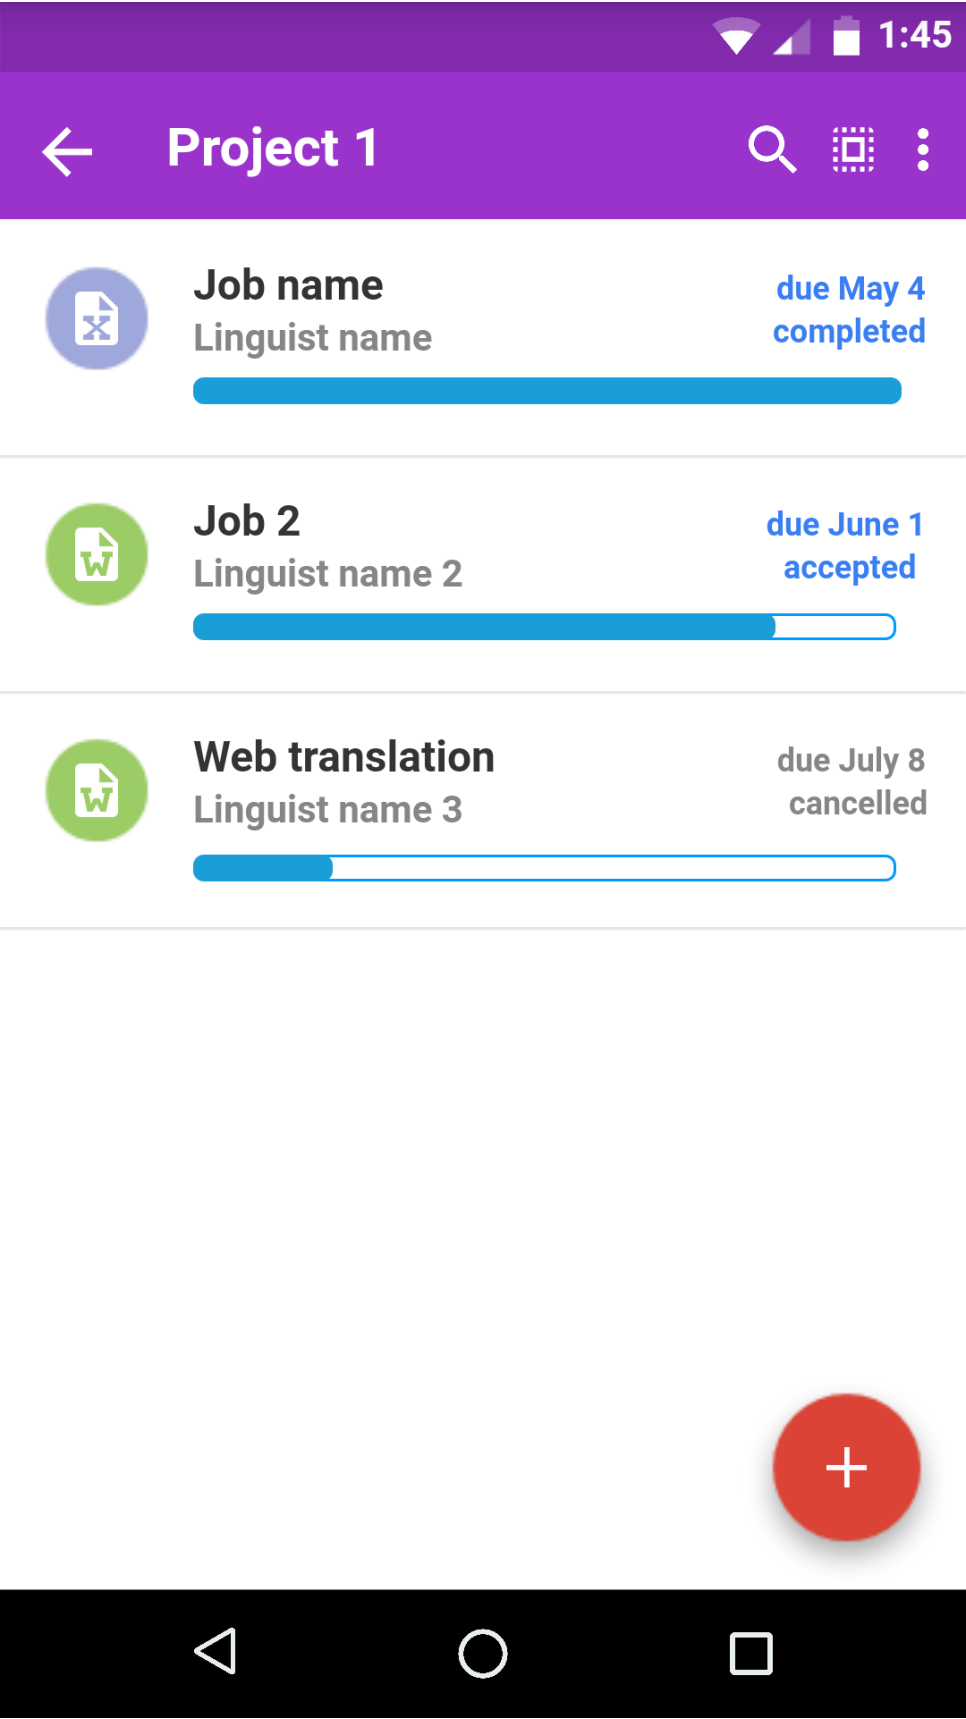 1:45
Project 1
Job name
due May 4
Linguist name
completed
Job 2
due June 1
Linguist name 2
accepted
Web translation
due July 8
Linguist name 3
cancelled